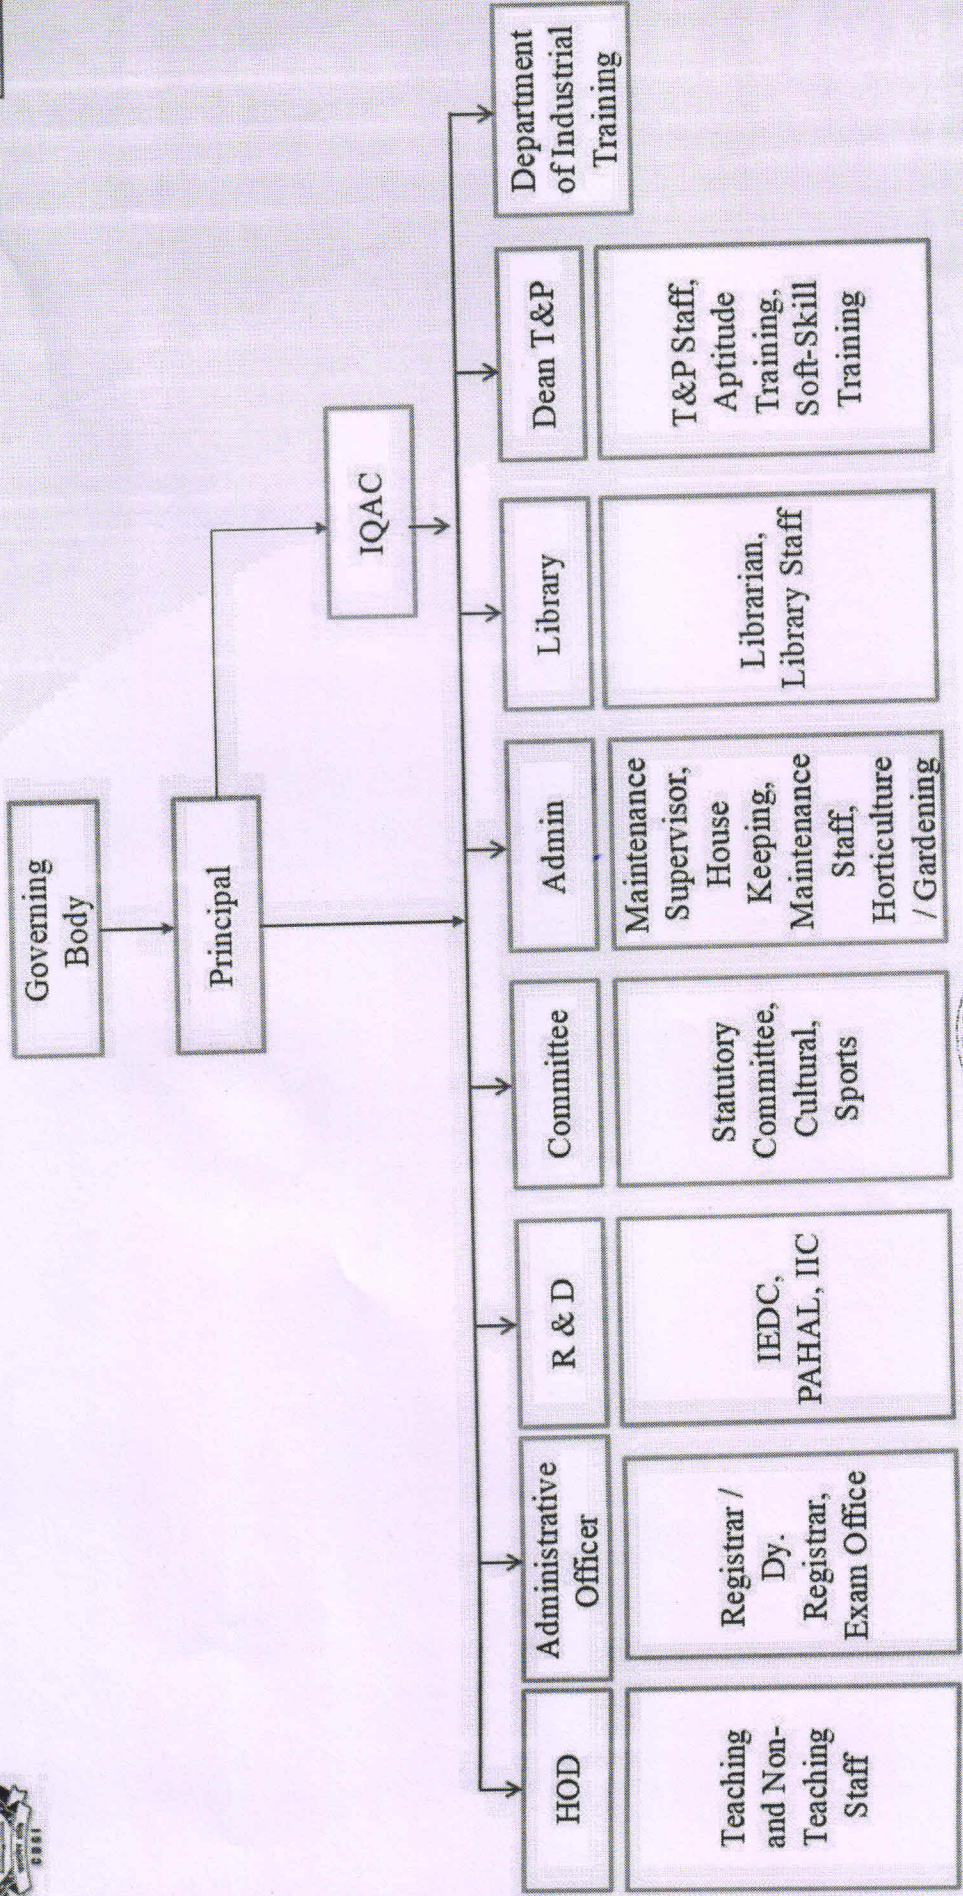 Governing
Body
Principal
IQAC
HOD
Administrative
Officer
R & D
Committee
Admin
Library
Dean T&P
Department
of Industrial
Training
Teaching
and Non-
Teaching
Staff
Registrar /
Dy.
Registrar,
Exam Office
IEDC,
PAHAL, IIC
Statutory
Committee,
Cultural,
Sports
Maintenance
Supervisor,
House
Keeping,
Maintenance
Staff,
Horticulture
/ Gardening
Librarian,
Library Staff
T&P Staff,
Aptitude
Training,
Soft-Skill
Training